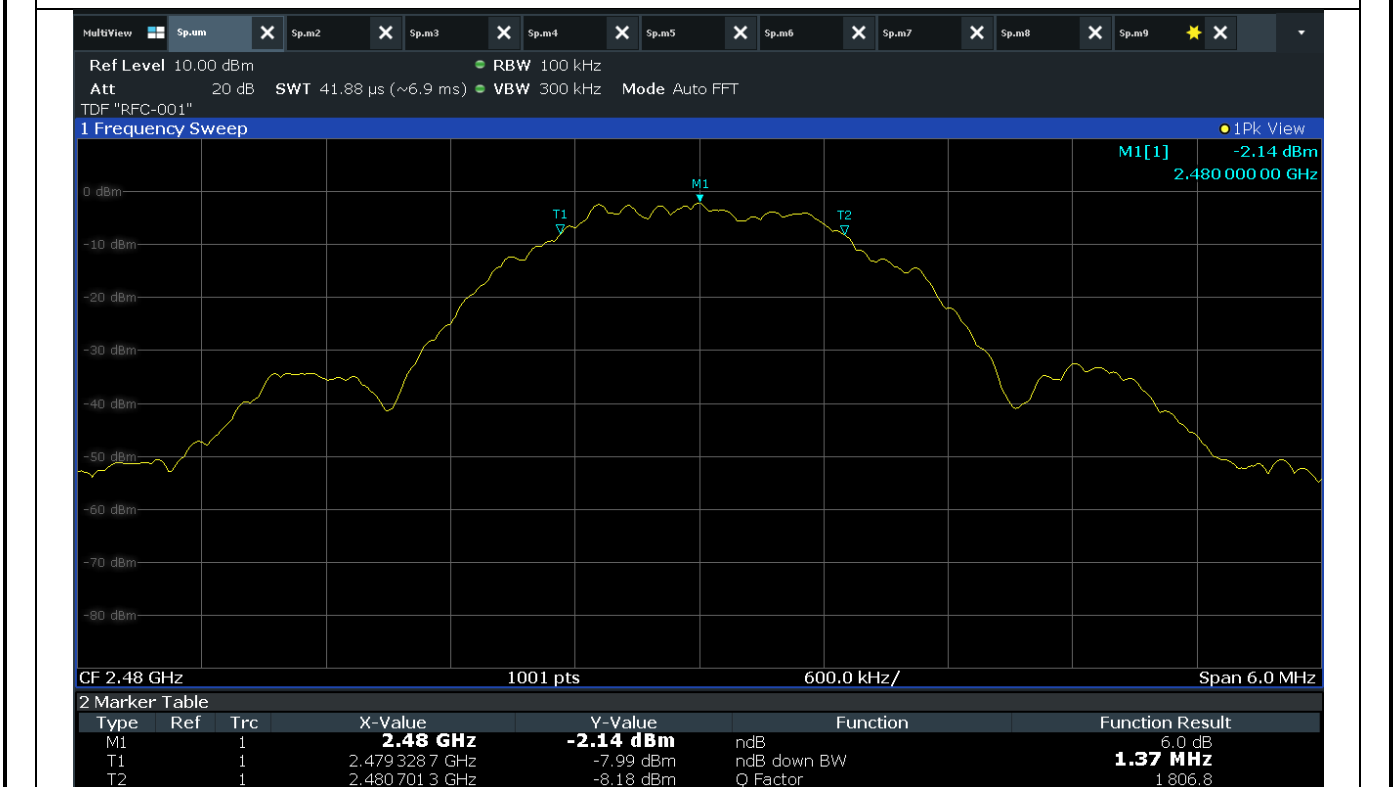 MultiView Sp.um Sp.m2 Sp.m3 Sp.m4 Sp.m5 Sp.m6 Sp.m7 Sp.m8 Sp.m9
Ref Level 10.00 dBm RBW 100 kHz
Att 20 dB SWT 41.88 µs (~6.9 ms) VBW 300 kHz Mode Auto FFT
TDF "RFC-001"
1 Frequency Sweep 1Pk View
M1[1] -2.14 dBm
2.480 000 00 GHz
0 dBm
M1
T1
T2
-10 dBm
-20 dBm
-30 dBm
-40 dBm
-50 dBm
-60 dBm
-70 dBm
-80 dBm
CF 2.48 GHz 1001 pts 600.0 kHz/ Span 6.0 MHz
2 Marker Table
Type Ref Trc X-Value Y-Value Function Function Result
M1 1 2.48 GHz -2.14 dBm ndB 6.0 dB
T1 1 2.479 328 7 GHz -7.99 dBm ndB down BW 1.37 MHz
T2 1 2.480 701 3 GHz -8.18 dBm Q Factor 1 806.8